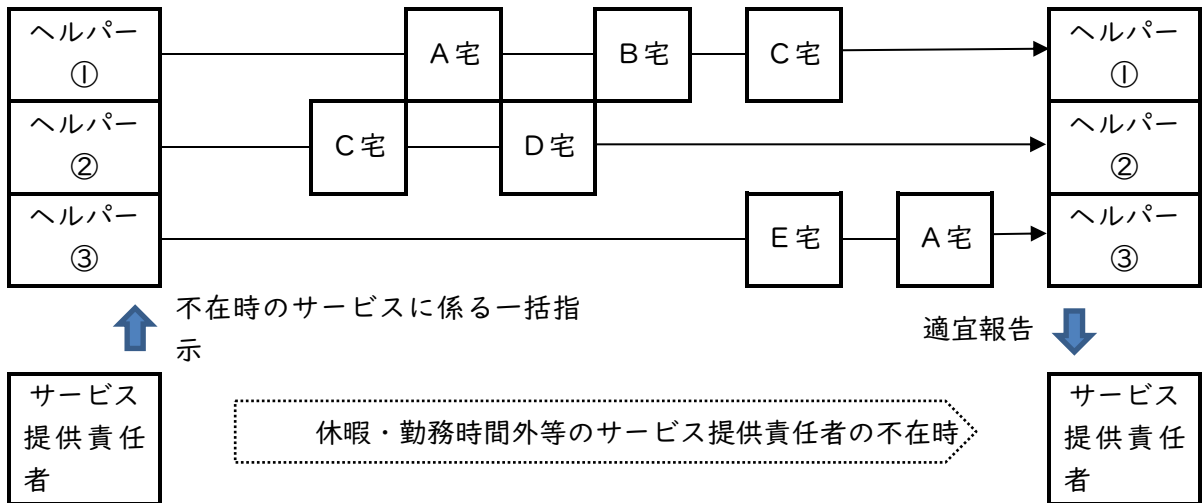 ヘルパー
①
A宅
B宅
C宅
ヘルパー
①
ヘルパー
②
C宅
D宅
ヘルパー
②
ヘルパー
③
E宅
A宅
ヘルパー
③
不在時のサービスに係る一括指
示
適宜報告
サービス
提供責任
者
休暇・勤務時間外等のサービス提供責任者の不在時
サービス
提供責任
者